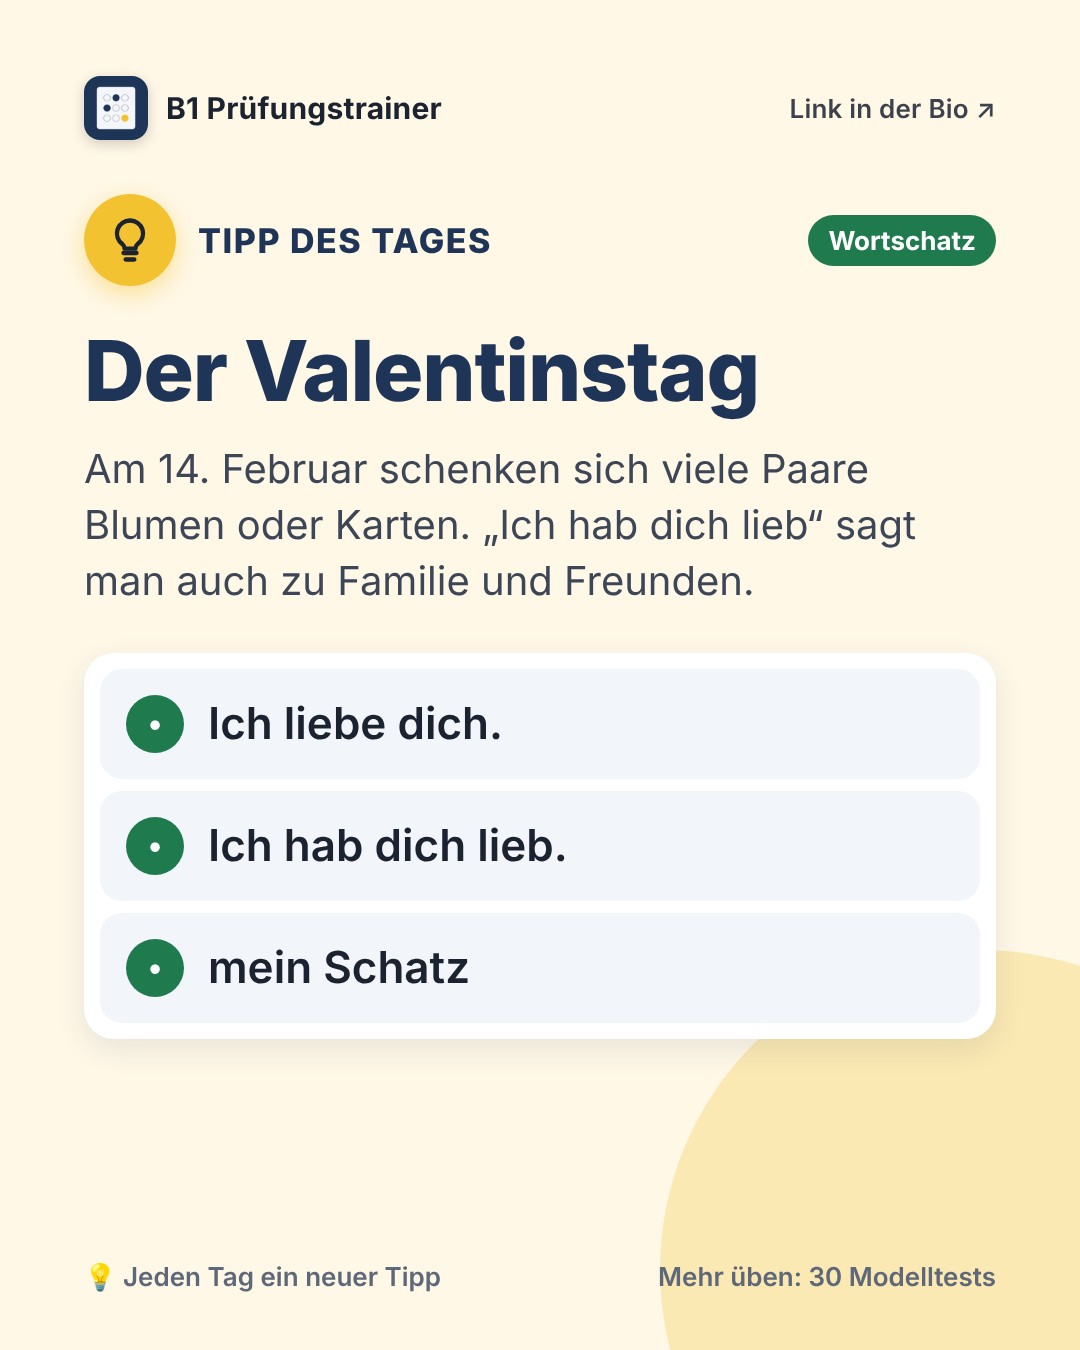 B1 Prüfungstrainer
Link in der Bio ↗
TIPP DES TAGES
Wortschatz
Der Valentinstag
Am 14. Februar schenken sich viele Paare
Blumen oder Karten. „Ich hab dich lieb“ sagt
man auch zu Familie und Freunden.
Ich liebe dich.
Ich hab dich lieb.
mein Schatz
💡 Jeden Tag ein neuer Tipp
Mehr üben: 30 Modelltests